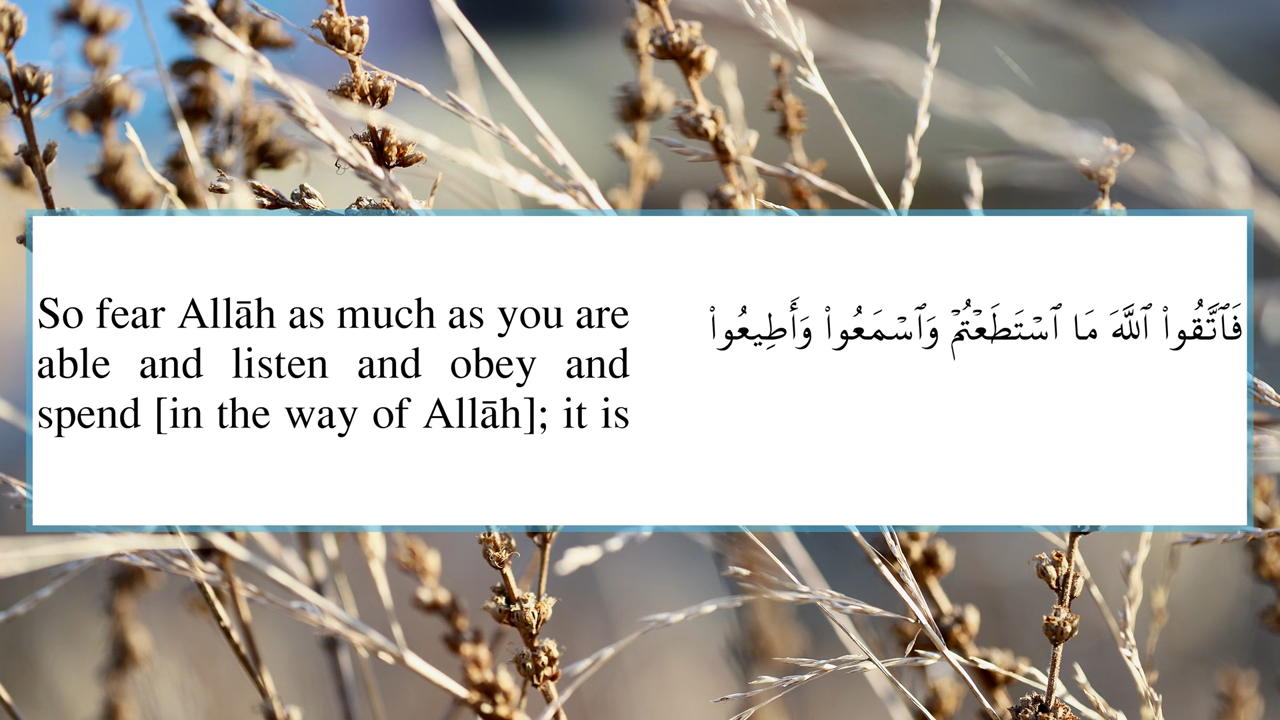 So fear Allāh as much as you are
able and listen and obey and
spend [in the way of Allāh]; it is
فَٱتَّقُوا۟ ٱللَّهَ مَا ٱسْتَطَعْتُمْ وَٱسْمَعُوا۟ وَأَطِيعُوا۟